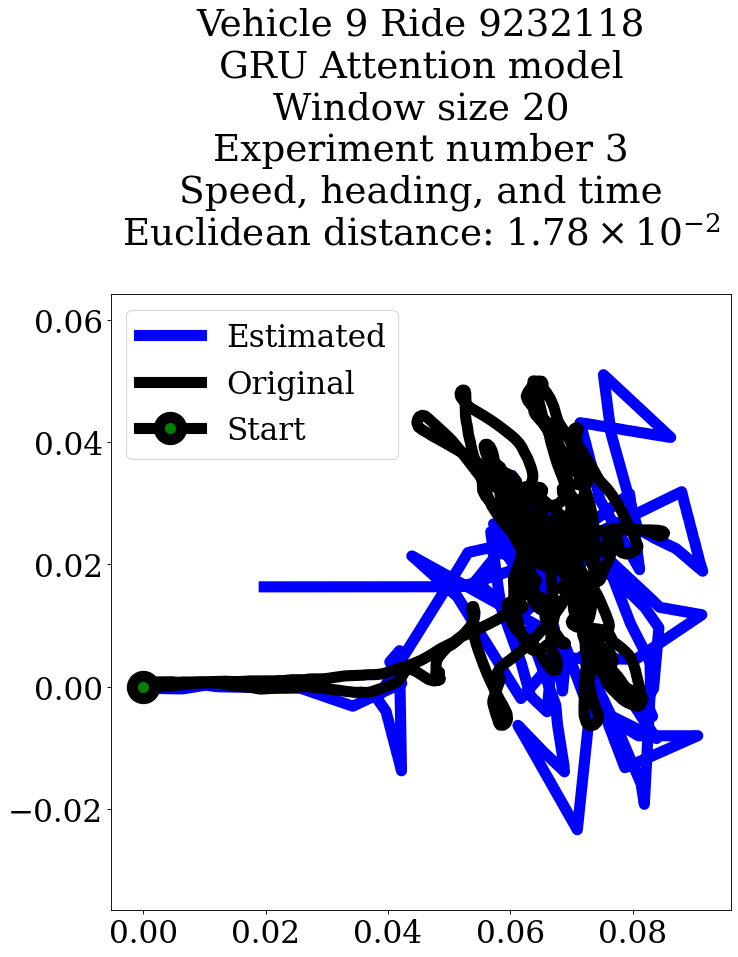 Vehicle 9 Ride 9232118
GRU Attention model
Window size 20
Experiment number 3
Speed, heading, and time
Euclidean distance: 1.78 × 10⁻²
Estimated
Original
Start
0.06
0.04
0.02
0.00
−0.02
0.00 0.02 0.04 0.06 0.08